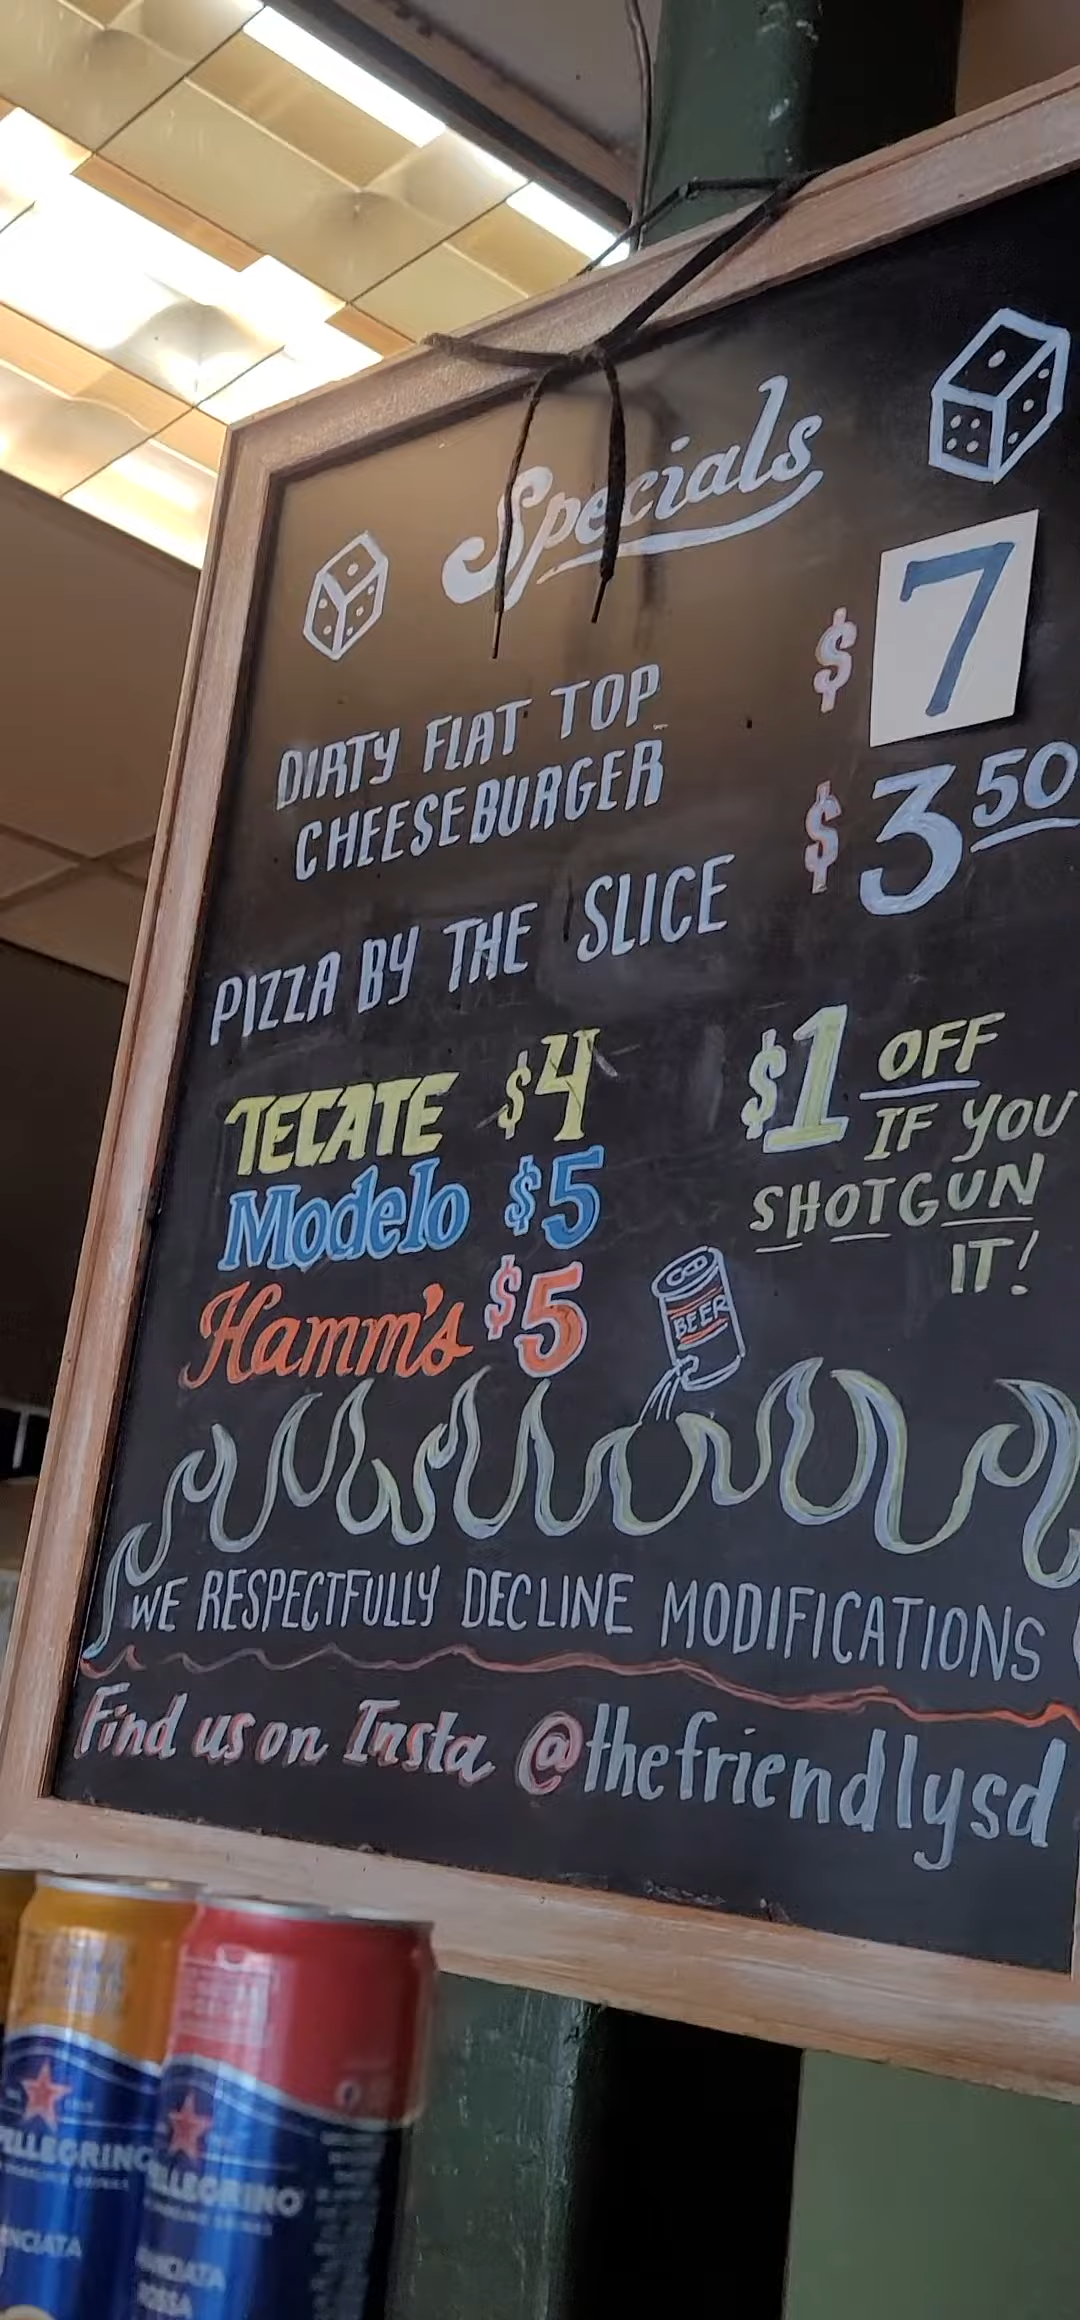 Specials
DIRTY FLAT TOP $7
CHEESEBURGER
PIZZA BY THE SLICE $3.50
TECATE $4
Modelo $5
Hamm's $5
$1 OFF
IF YOU
SHOTGUN
IT!
BEER
WE RESPECTFULLY DECLINE MODIFICATIONS
Find us on Insta @thefriendlysd
PELLEGRINO
PELLEGRINO